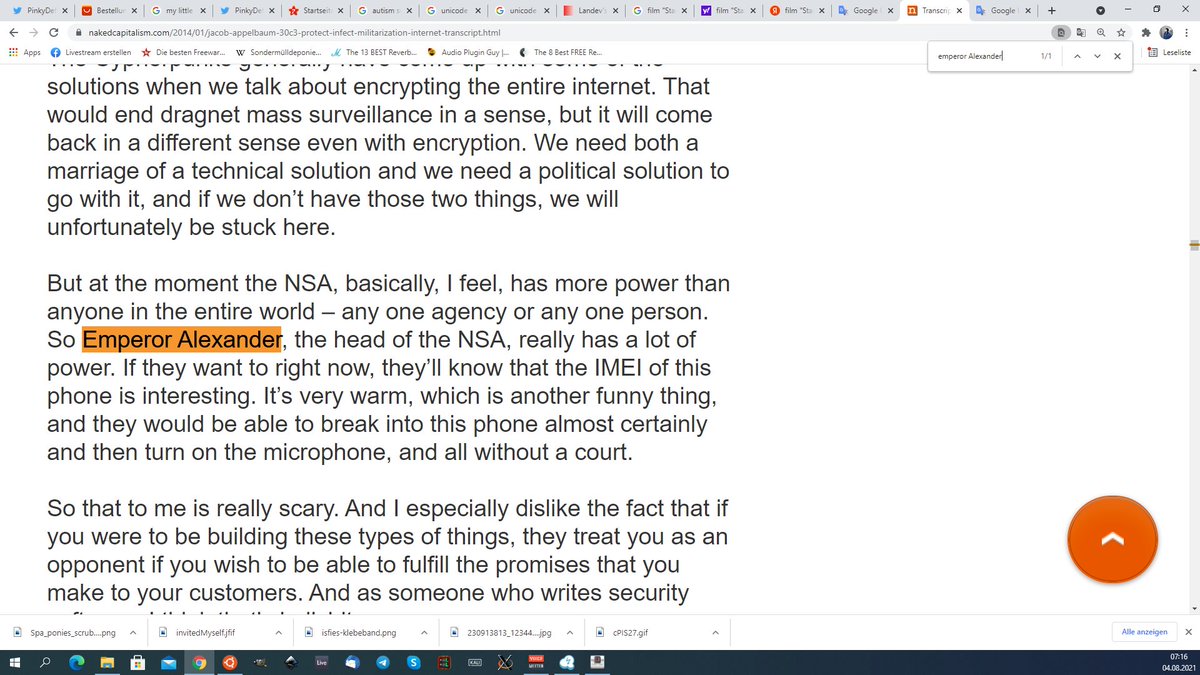 PinkyDe
Bestellu
my little
PinkyDe
Startseit
autism s
unicode
unicode
Landev's
film "Sta
film "Sta
film "Sta
Google
Transcrip
Google
nakedcapitalism.com/2014/01/jacob-appelbaum-30c3-protect-infect-militarization-internet-transcript.html
Apps
Livestream erstellen
Die besten Freewar...
Sondermülldeponie...
The 13 BEST Reverb...
Audio Plugin Guy |...
The 8 Best FREE Re...
Leseliste
emperor Alexander
1/1
The Cypherpunks generally have come up with some of the
solutions when we talk about encrypting the entire internet. That
would end dragnet mass surveillance in a sense, but it will come
back in a different sense even with encryption. We need both a
marriage of a technical solution and we need a political solution to
go with it, and if we don’t have those two things, we will
unfortunately be stuck here.
But at the moment the NSA, basically, I feel, has more power than
anyone in the entire world – any one agency or any one person.
So Emperor Alexander, the head of the NSA, really has a lot of
power. If they want to right now, they’ll know that the IMEI of this
phone is interesting. It’s very warm, which is another funny thing,
and they would be able to break into this phone almost certainly
and then turn on the microphone, and all without a court.
So that to me is really scary. And I especially dislike the fact that if
you were to be building these types of things, they treat you as an
opponent if you wish to be able to fulfill the promises that you
make to your customers. And as someone who writes security
Spa_ponies_scrub....png
invitedMyself.jfif
isfies-klebeband.png
230913813_12344...jpg
cPIS27.gif
Alle anzeigen
Live
KALI
07:16
04.08.2021